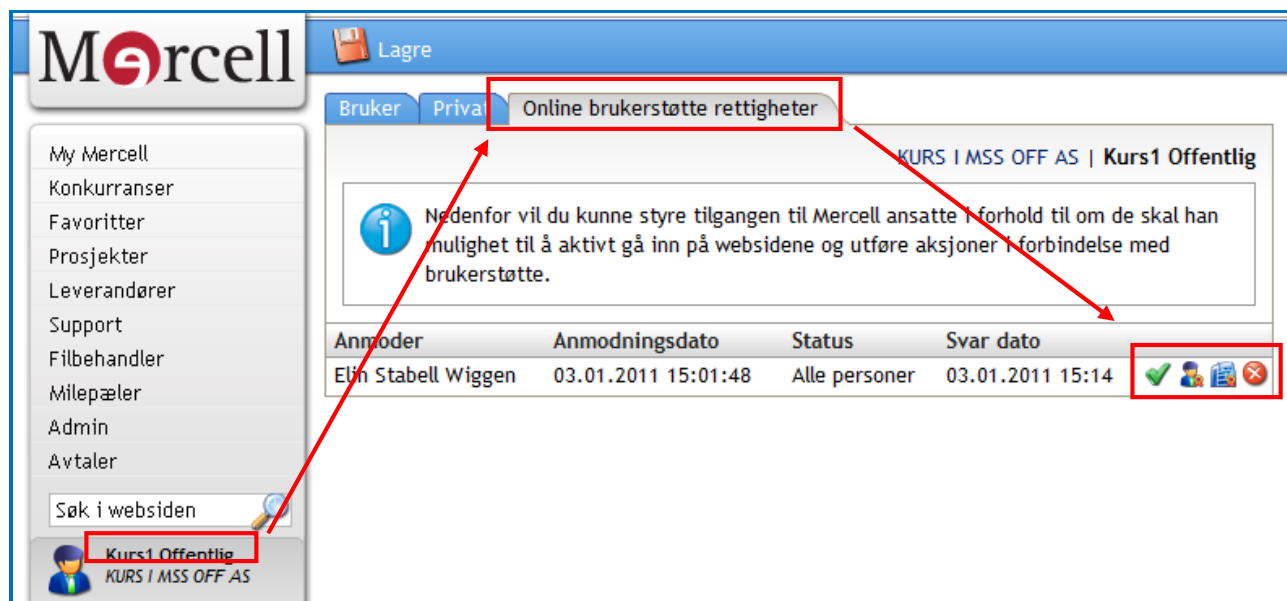 Mercell
Lagre
Bruker Privat Online brukerstøtte rettigheter
KURS I MSS OFF AS | Kurs1 Offentlig
Nedenfor vil du kunne styre tilgangen til Mercell ansatte i forhold til om de skal han
mulighet til å aktivt gå inn på websidene og utføre aksjoner i forbindelse med
brukerstøtte.
Anmoder Anmodningsdato Status Svar dato
Elin Stabell Wiggen 03.01.2011 15:01:48 Alle personer 03.01.2011 15:14
My Mercell
Konkurranser
Favoritter
Prosjekter
Leverandører
Support
Filbehandler
Milepæler
Admin
Avtaler
Søk i websiden
Kurs1 Offentlig
KURS I MSS OFF AS